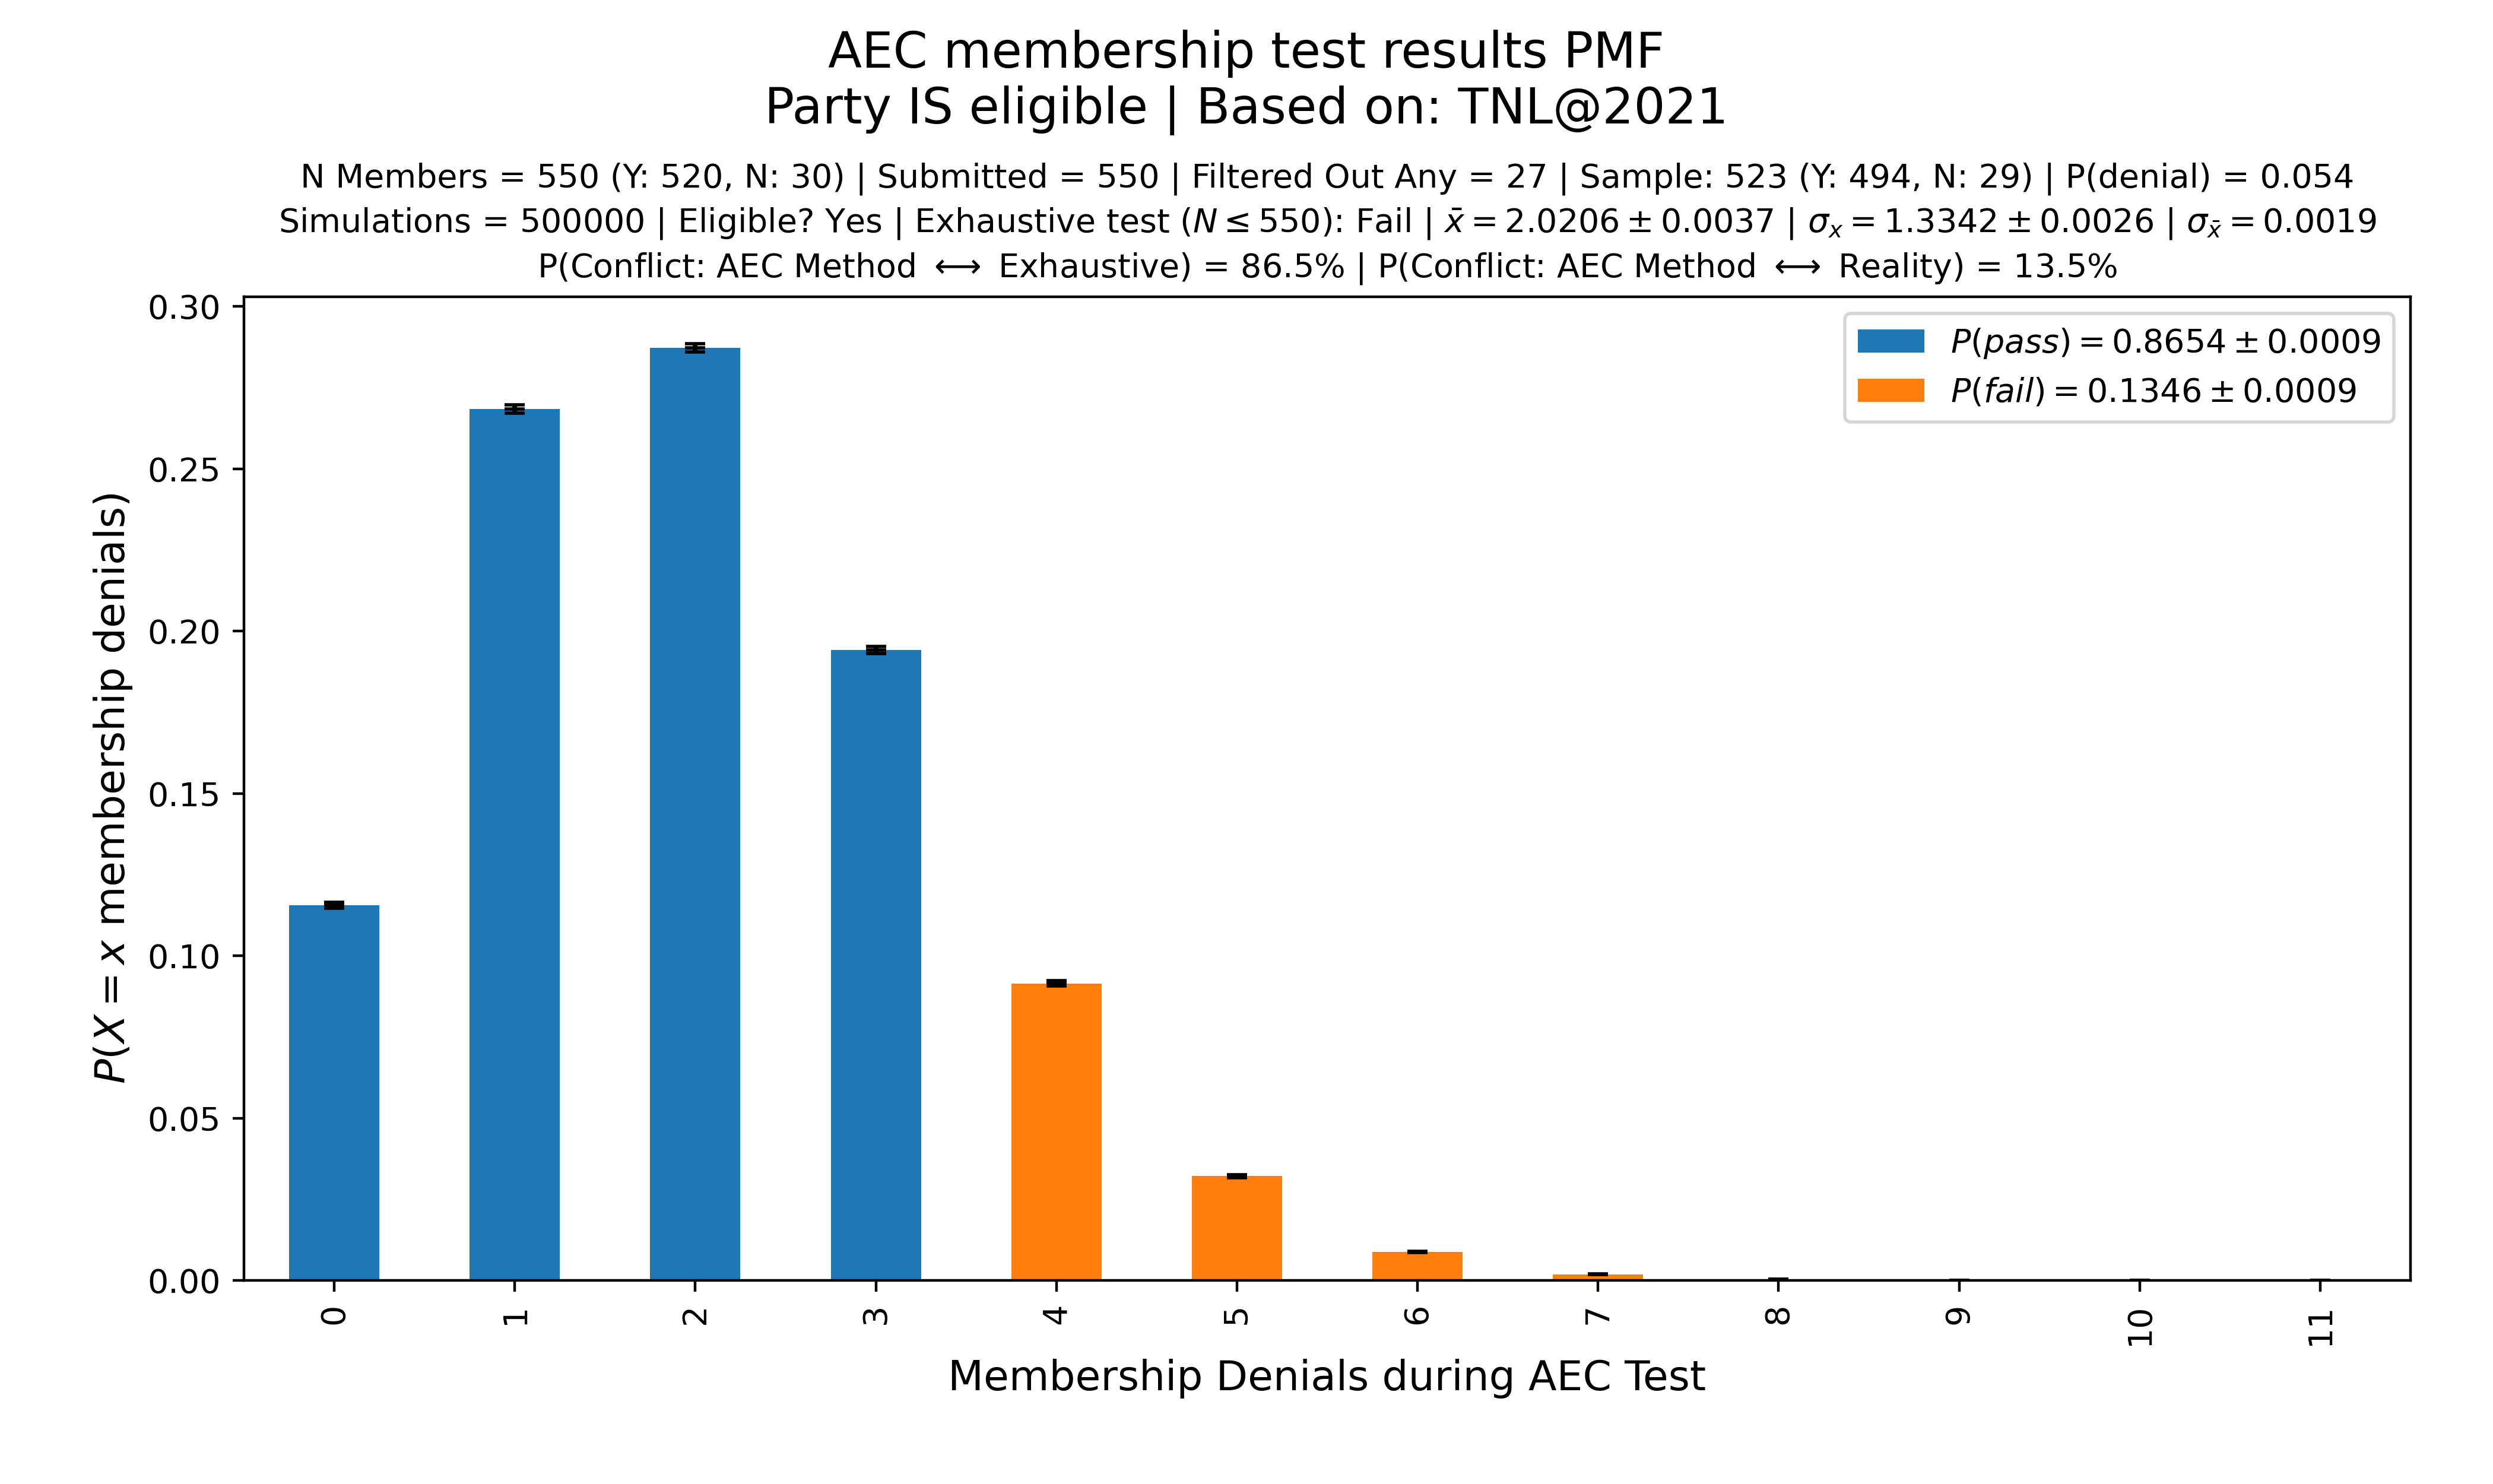 AEC membership test results PMF
Party IS eligible | Based on: TNL@2021
N Members = 550 (Y: 520, N: 30) | Submitted = 550 | Filtered Out Any = 27 | Sample: 523 (Y: 494, N: 29) | P(denial) = 0.054
Simulations = 500000 | Eligible? Yes | Exhaustive test (N ≤ 550): Fail | x̄ = 2.0206 ± 0.0037 | σₓ = 1.3342 ± 0.0026 | σ_x̄ = 0.0019
P(Conflict: AEC Method ⟷ Exhaustive) = 86.5% | P(Conflict: AEC Method ⟷ Reality) = 13.5%
P(pass) = 0.8654 ± 0.0009
P(fail) = 0.1346 ± 0.0009
P(X = x membership denials)
0.30
0.25
0.20
0.15
0.10
0.05
0.00
0 1 2 3 4 5 6 7 8 9 10 11
Membership Denials during AEC Test